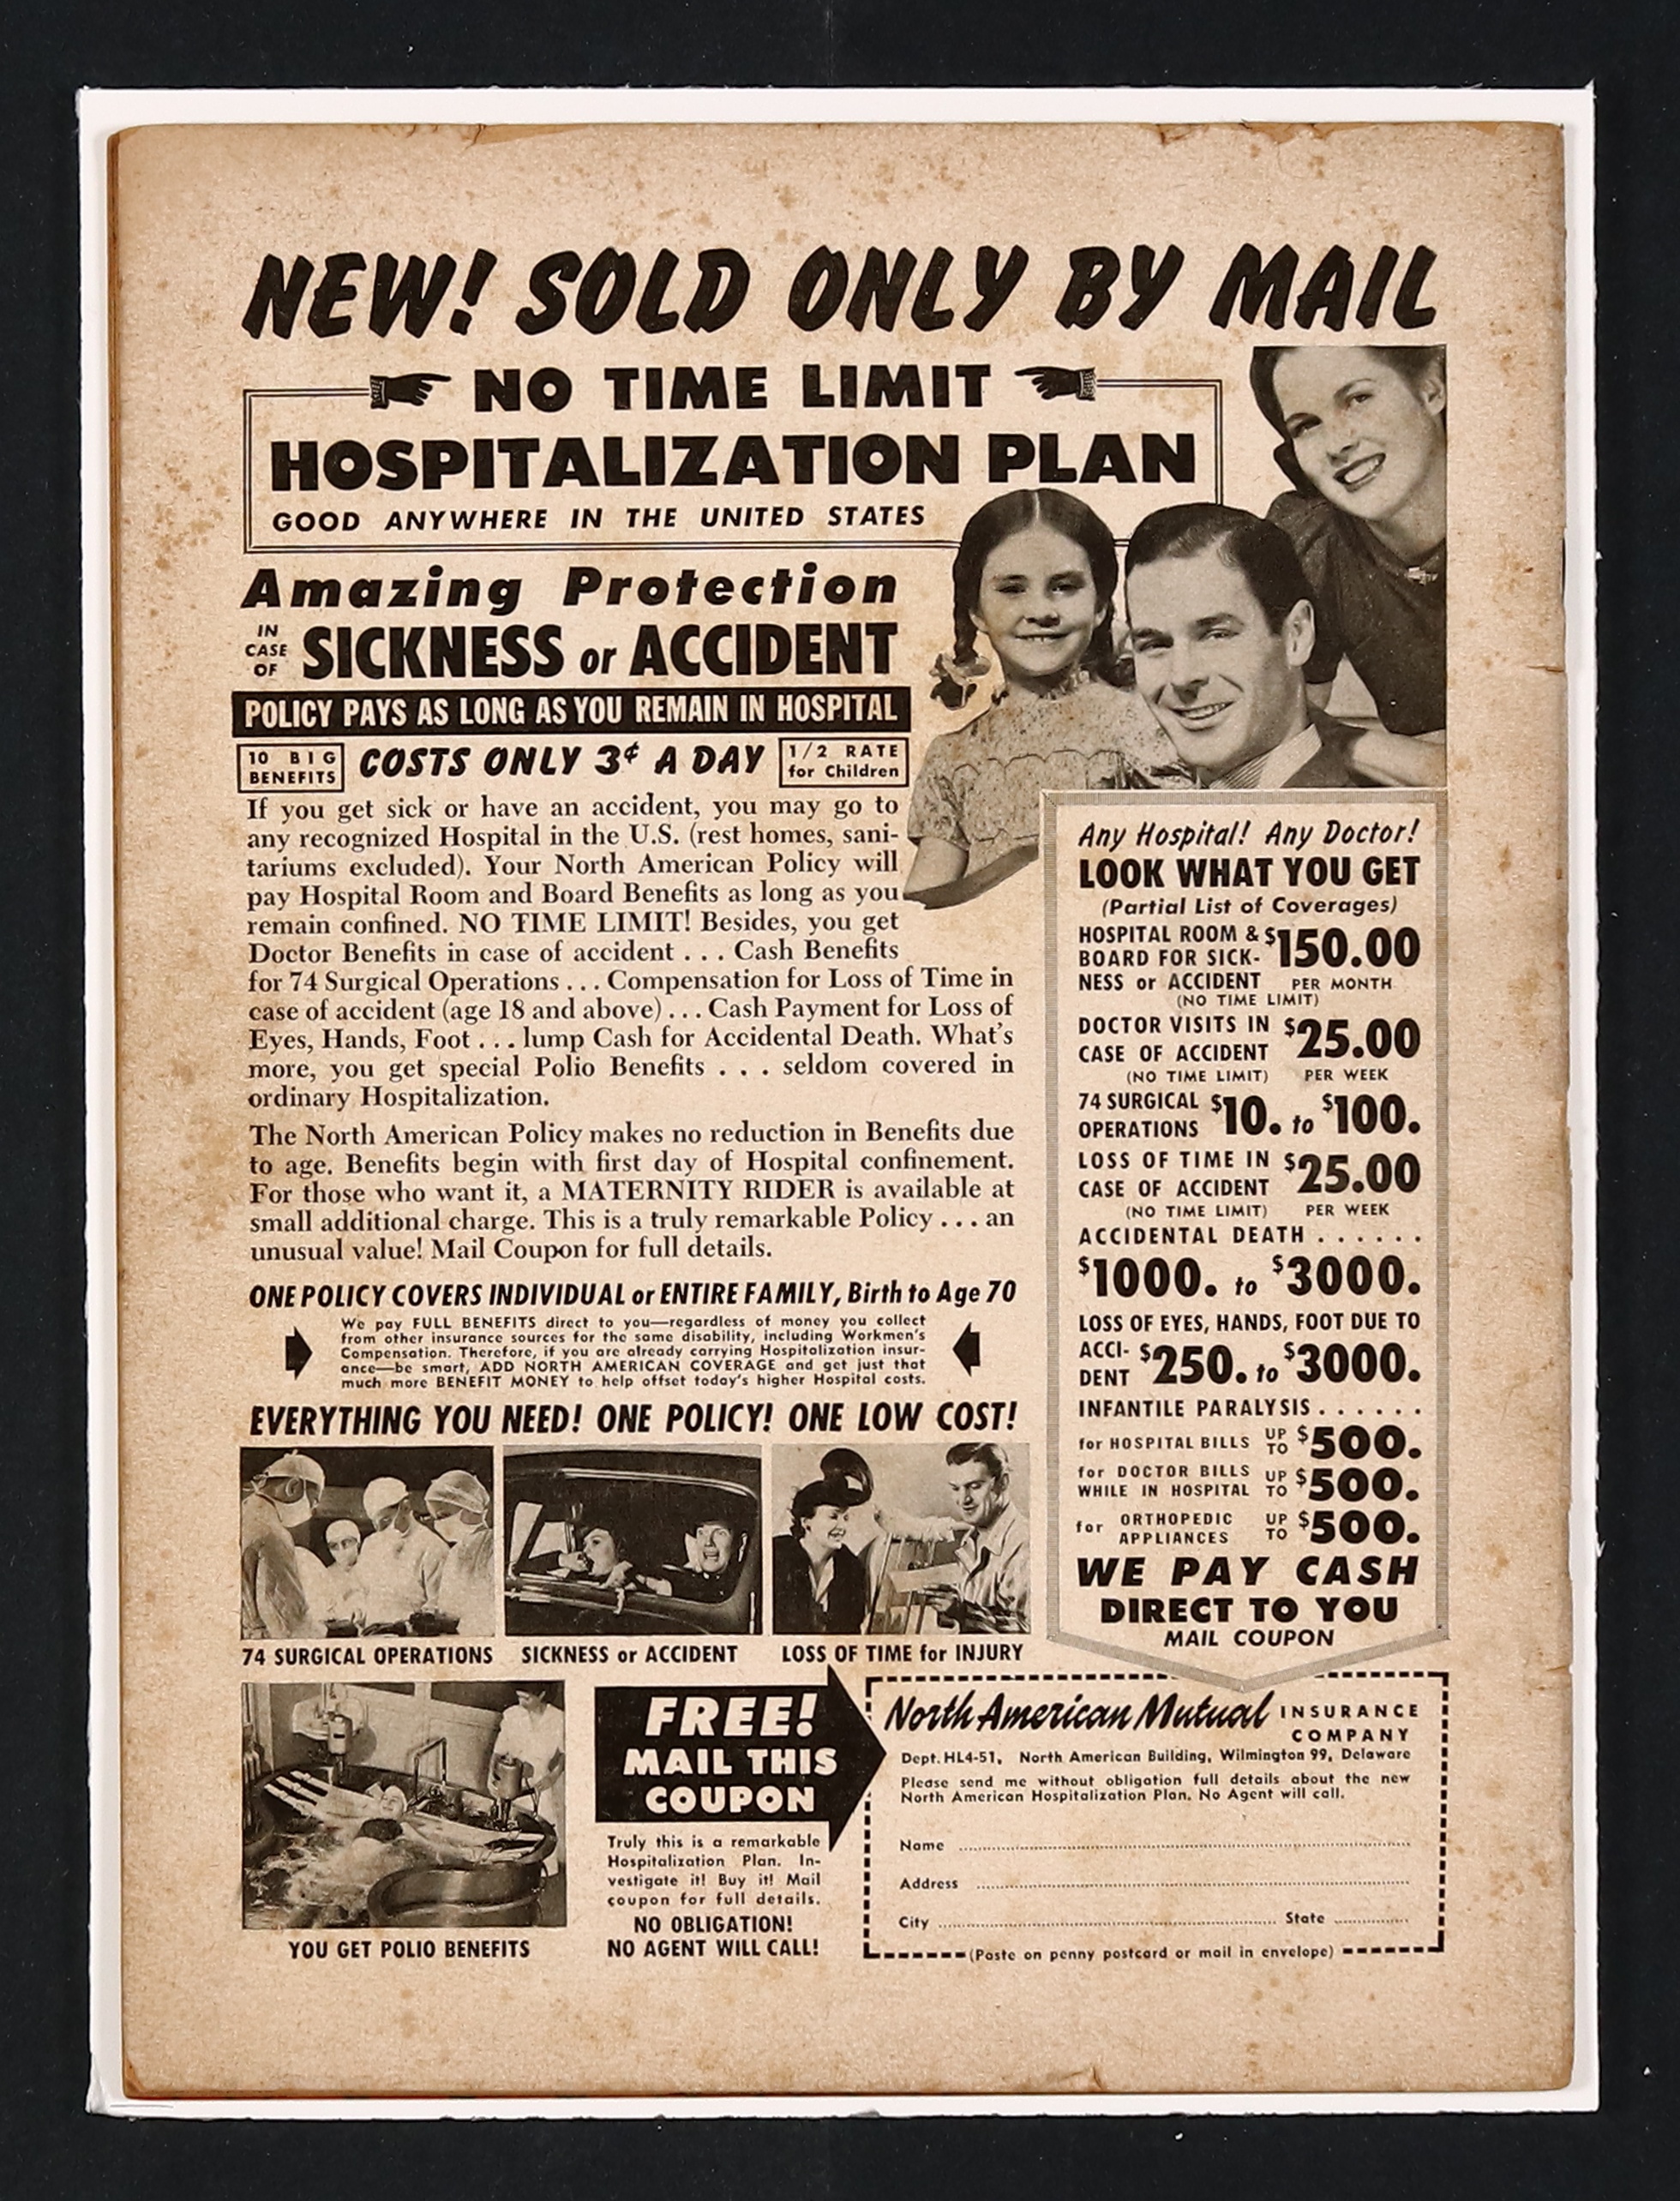 NEW! SOLD ONLY BY MAIL
NO TIME LIMIT
HOSPITALIZATION PLAN
GOOD ANYWHERE IN THE UNITED STATES
Amazing Protection
IN CASE OF SICKNESS or ACCIDENT
POLICY PAYS AS LONG AS YOU REMAIN IN HOSPITAL
10 BIG BENEFITS COSTS ONLY 3¢ A DAY 1/2 RATE for Children
If you get sick or have an accident, you may go to
any recognized Hospital in the U.S. (rest homes, sani-
tariums excluded). Your North American Policy will
pay Hospital Room and Board Benefits as long as you
remain confined. NO TIME LIMIT! Besides, you get
Doctor Benefits in case of accident . . . Cash Benefits
for 74 Surgical Operations . . . Compensation for Loss of Time in
case of accident (age 18 and above) . . . Cash Payment for Loss of
Eyes, Hands, Foot . . . lump Cash for Accidental Death. What's
more, you get special Polio Benefits . . . seldom covered in
ordinary Hospitalization.
The North American Policy makes no reduction in Benefits due
to age. Benefits begin with first day of Hospital confinement.
For those who want it, a MATERNITY RIDER is available at
small additional charge. This is a truly remarkable Policy . . . an
unusual value! Mail Coupon for full details.
ONE POLICY COVERS INDIVIDUAL or ENTIRE FAMILY, Birth to Age 70
We pay FULL BENEFITS direct to you—regardless of money you collect
from other insurance sources for the same disability, including Workmen's
Compensation. Therefore, if you are already carrying Hospitalization insur-
ance—be smart, ADD NORTH AMERICAN COVERAGE and get just that
much more BENEFIT MONEY to help offset today's higher Hospital costs.
EVERYTHING YOU NEED! ONE POLICY! ONE LOW COST!
74 SURGICAL OPERATIONS
SICKNESS or ACCIDENT
LOSS OF TIME for INJURY
Any Hospital! Any Doctor!
LOOK WHAT YOU GET
(Partial List of Coverages)
HOSPITAL ROOM &
BOARD FOR SICK- $150.00
NESS or ACCIDENT PER MONTH
(NO TIME LIMIT)
DOCTOR VISITS IN
CASE OF ACCIDENT $25.00
(NO TIME LIMIT) PER WEEK
74 SURGICAL
OPERATIONS $10. to $100.
LOSS OF TIME IN
CASE OF ACCIDENT $25.00
(NO TIME LIMIT) PER WEEK
ACCIDENTAL DEATH . . . . . .
$1000. to $3000.
LOSS OF EYES, HANDS, FOOT DUE TO
ACCI-
DENT $250. to $3000.
INFANTILE PARALYSIS . . . . . .
for HOSPITAL BILLS UP TO $500.
for DOCTOR BILLS
WHILE IN HOSPITAL UP TO $500.
for ORTHOPEDIC
APPLIANCES UP TO $500.
WE PAY CASH
DIRECT TO YOU
MAIL COUPON
YOU GET POLIO BENEFITS
FREE!
MAIL THIS
COUPON
Truly this is a remarkable
Hospitalization Plan. In-
vestigate it! Buy it! Mail
coupon for full details.
NO OBLIGATION!
NO AGENT WILL CALL!
North American Mutual INSURANCE
COMPANY
Dept. HL4-51, North American Building, Wilmington 99, Delaware
Please send me without obligation full details about the new
North American Hospitalization Plan. No Agent will call.
Name
Address
City State
(Paste on penny postcard or mail in envelope)